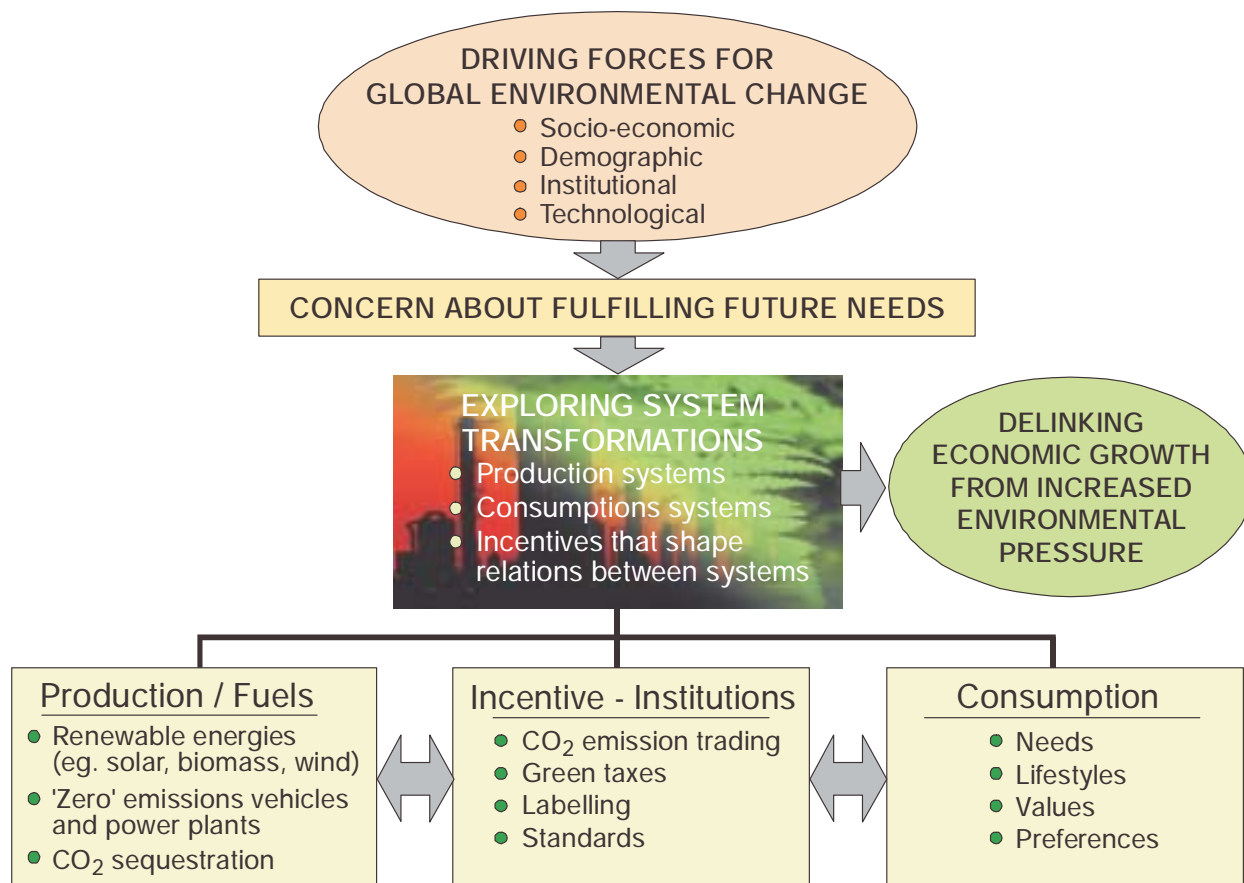 DRIVING FORCES FOR
GLOBAL ENVIRONMENTAL CHANGE
Socio-economic
Demographic
Institutional
Technological
CONCERN ABOUT FULFILLING FUTURE NEEDS
EXPLORING SYSTEM
TRANSFORMATIONS
Production systems
Consumptions systems
Incentives that shape
relations between systems
DELINKING
ECONOMIC GROWTH
FROM INCREASED
ENVIRONMENTAL
PRESSURE
Production / Fuels
Renewable energies
(eg. solar, biomass, wind)
'Zero' emissions vehicles
and power plants
CO₂ sequestration
Incentive - Institutions
CO₂ emission trading
Green taxes
Labelling
Standards
Consumption
Needs
Lifestyles
Values
Preferences